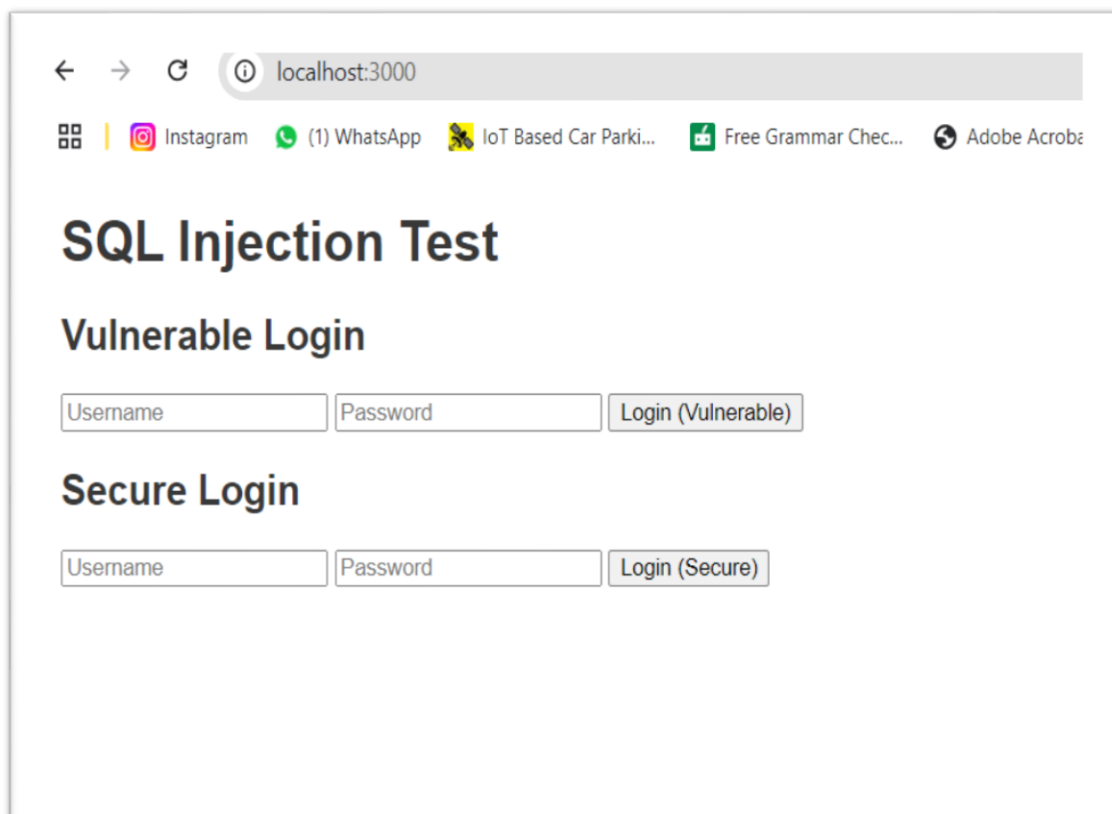 localhost:3000
Instagram (1) WhatsApp IoT Based Car Parki... Free Grammar Chec... Adobe Acroba
SQL Injection Test
Vulnerable Login
Username Password Login (Vulnerable)
Secure Login
Username Password Login (Secure)